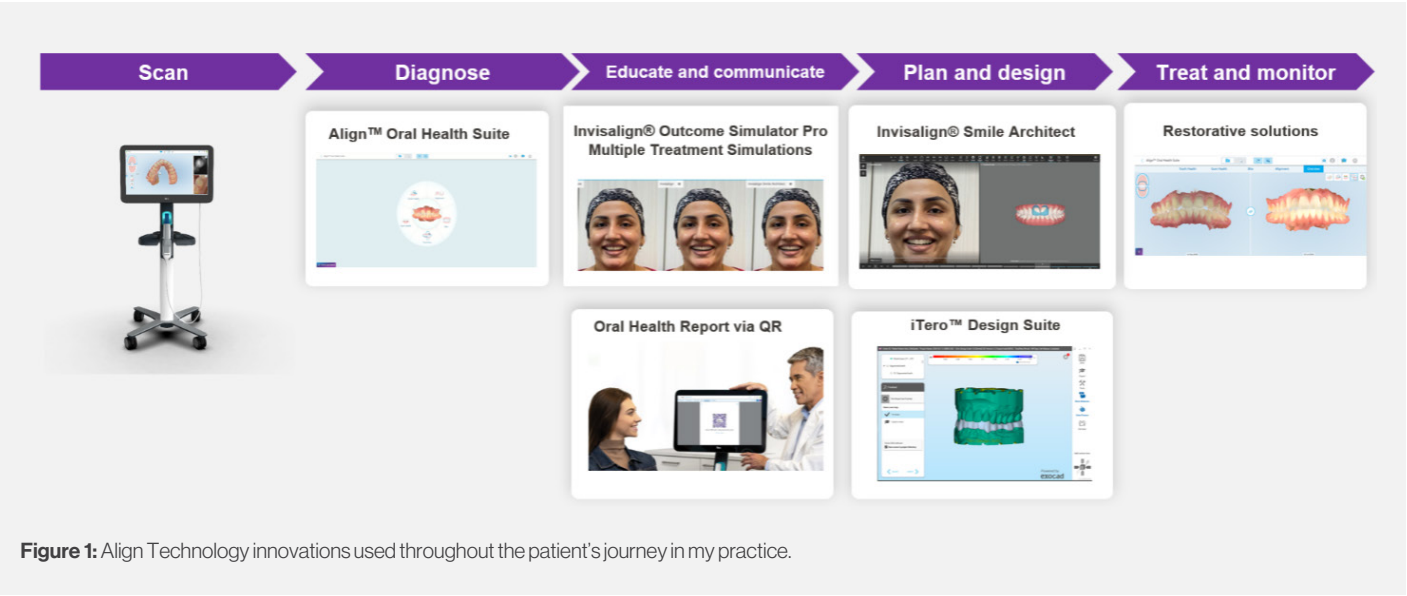 Scan
Diagnose
Educate and communicate
Plan and design
Treat and monitor
Align™ Oral Health Suite
Invisalign® Outcome Simulator Pro
Multiple Treatment Simulations
Invisalign® Smile Architect
Restorative solutions
Oral Health Report via QR
iTero™ Design Suite
Powered by
exocad
Figure 1: Align Technology innovations used throughout the patient's journey in my practice.